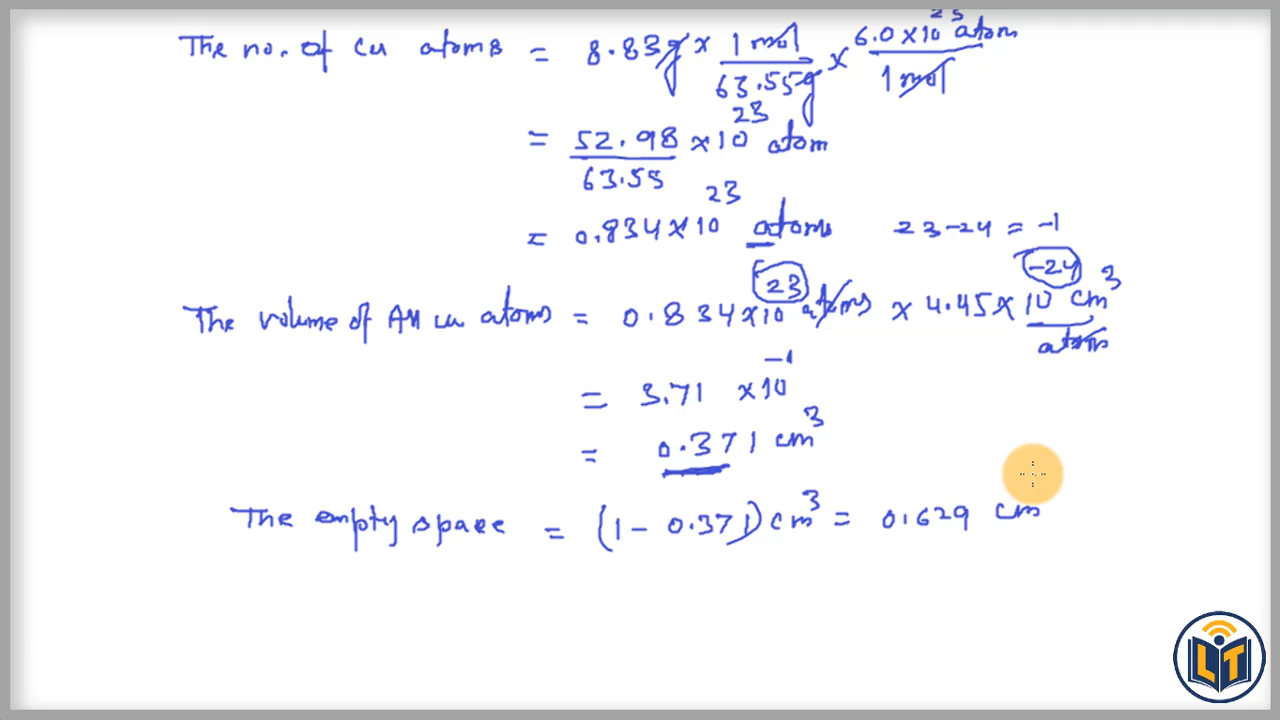 The no. of Cu atoms = 8.83g × 1 mol / 63.55g × 6.0 × 10^23 atom / 1 mol
= 52.98 / 63.55 × 10^23 atom
= 0.834 × 10^23 atoms 23 - 24 = -1
The volume of All Cu atoms = 0.834 × 10^23 atoms × 4.45 × 10^-24 cm^3 / atoms
= 3.71 × 10^-1
= 0.371 cm^3
The empty space = (1 - 0.371) cm^3 = 0.629 cm
LT